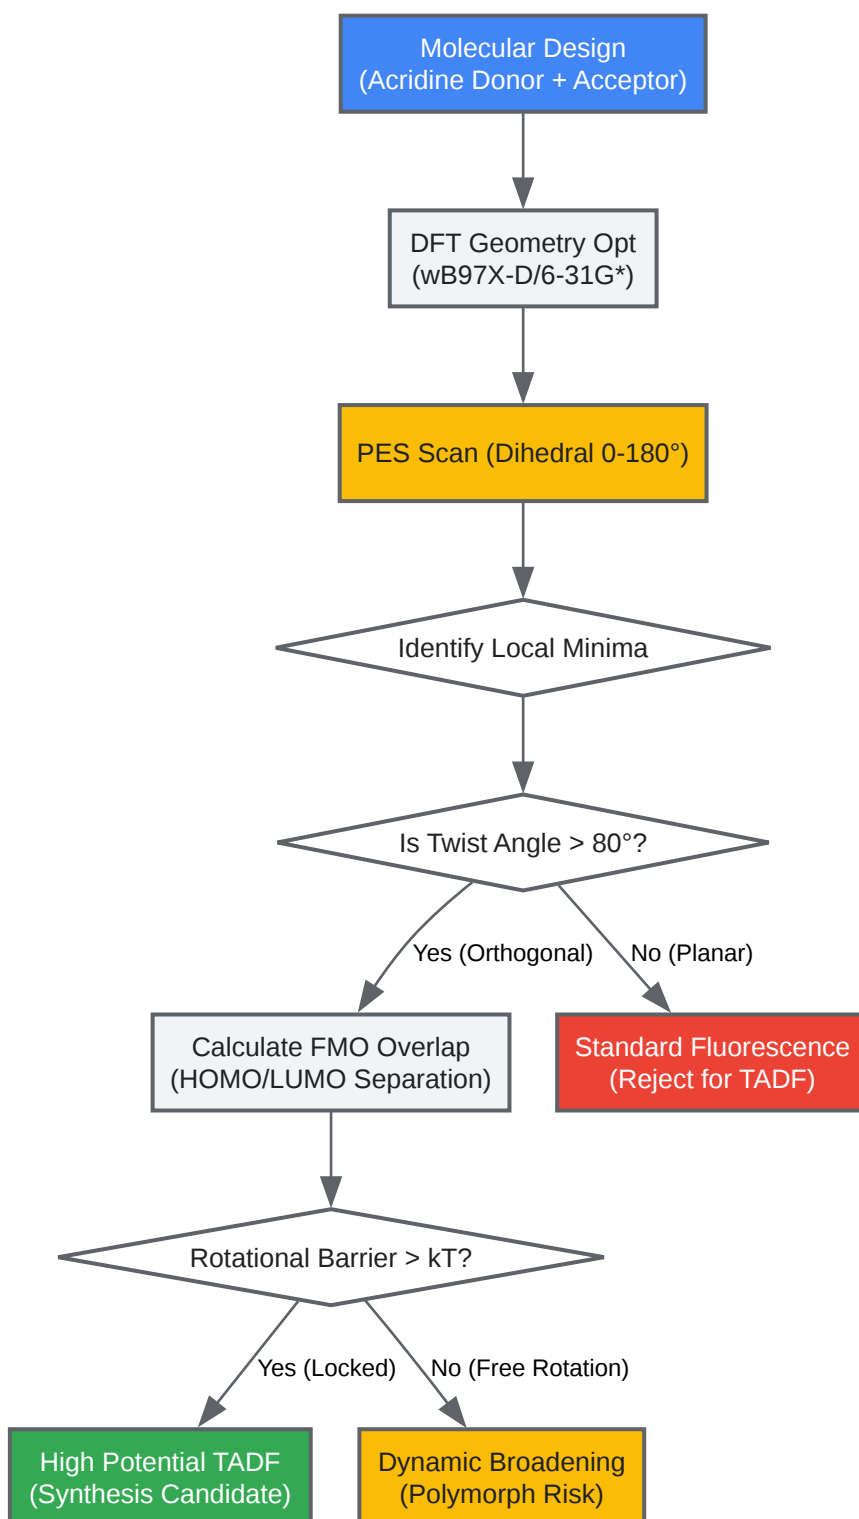 Molecular Design
(Acridine Donor + Acceptor)
DFT Geometry Opt
(wB97X-D/6-31G*)
PES Scan (Dihedral 0-180°)
Identify Local Minima
Is Twist Angle > 80°?
Yes (Orthogonal)
No (Planar)
Calculate FMO Overlap
(HOMO/LUMO Separation)
Standard Fluorescence
(Reject for TADF)
Rotational Barrier > kT?
Yes (Locked)
No (Free Rotation)
High Potential TADF
(Synthesis Candidate)
Dynamic Broadening
(Polymorph Risk)